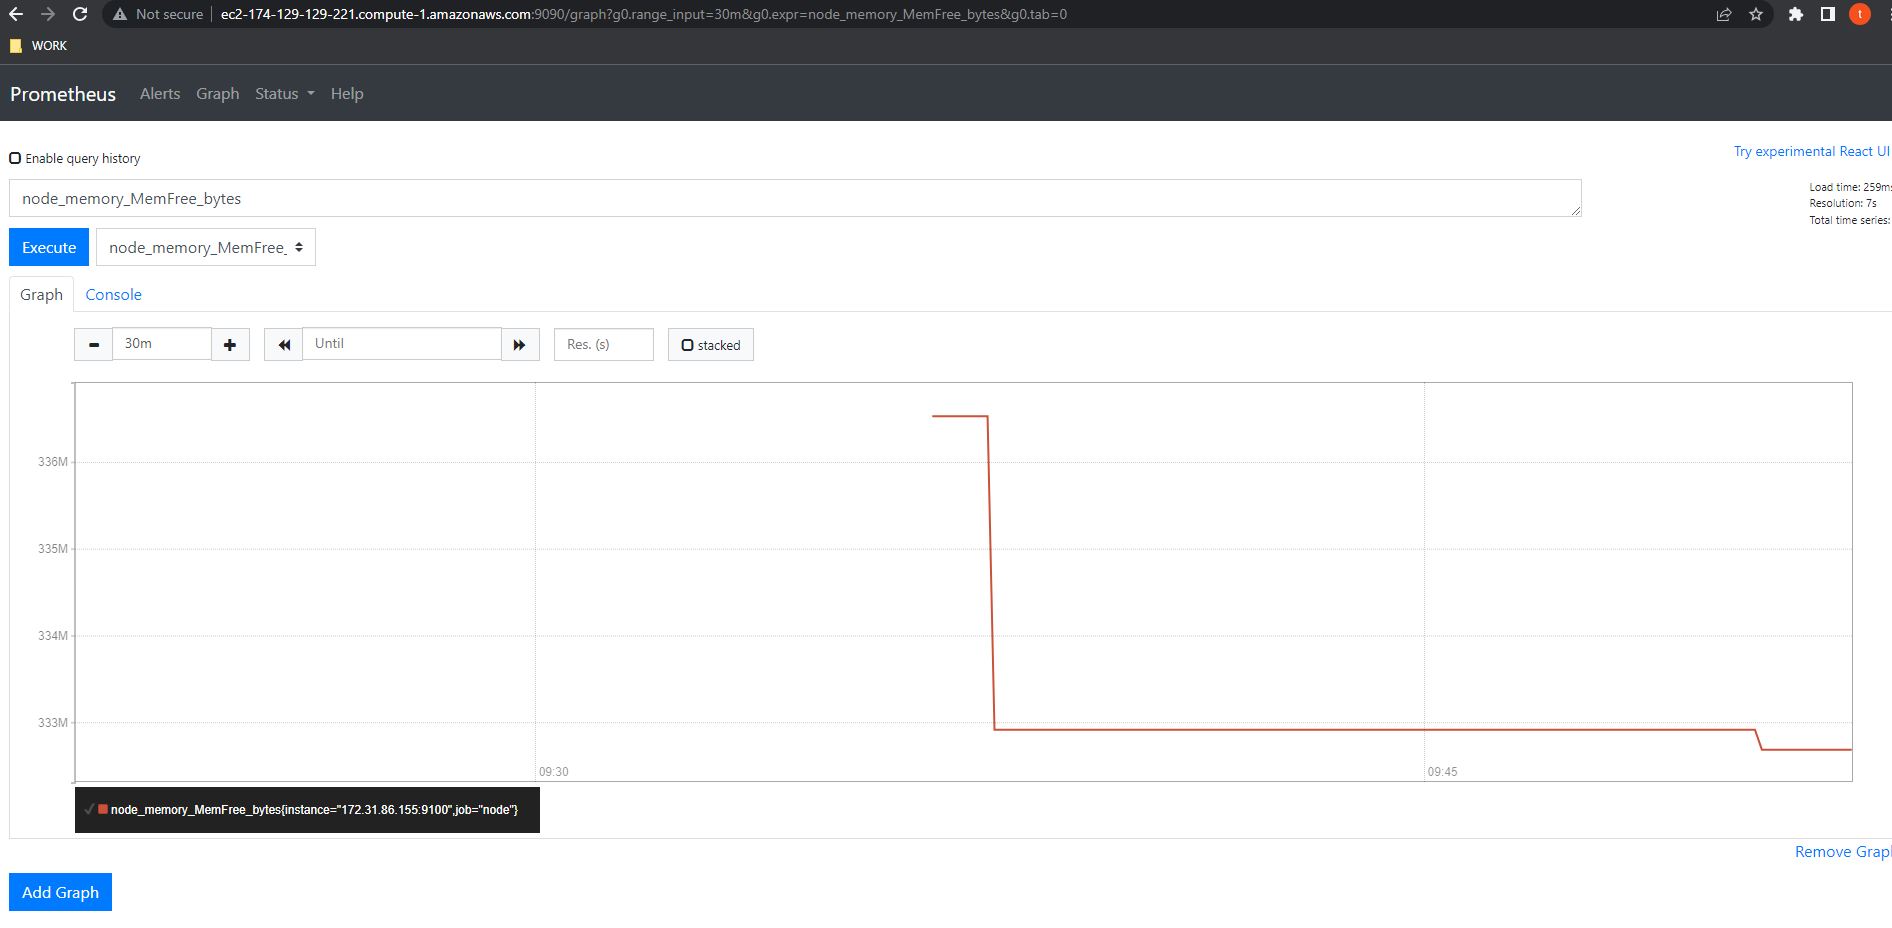 Not secure ec2-174-129-129-221.compute-1.amazonaws.com:9090/graph?g0.range_input=30m&g0.expr=node_memory_MemFree_bytes&g0.tab=0 t
WORK
Prometheus Alerts Graph Status Help
Enable query history
Try experimental React UI
node_memory_MemFree_bytes
Load time: 259ms
Resolution: 7s
Total time series:
Execute node_memory_MemFree_
Graph Console
30m Until Res. (s) stacked
336M
335M
334M
333M
09:30 09:45
node_memory_MemFree_bytes{instance="172.31.86.155:9100",job="node"}
Remove Graph
Add Graph